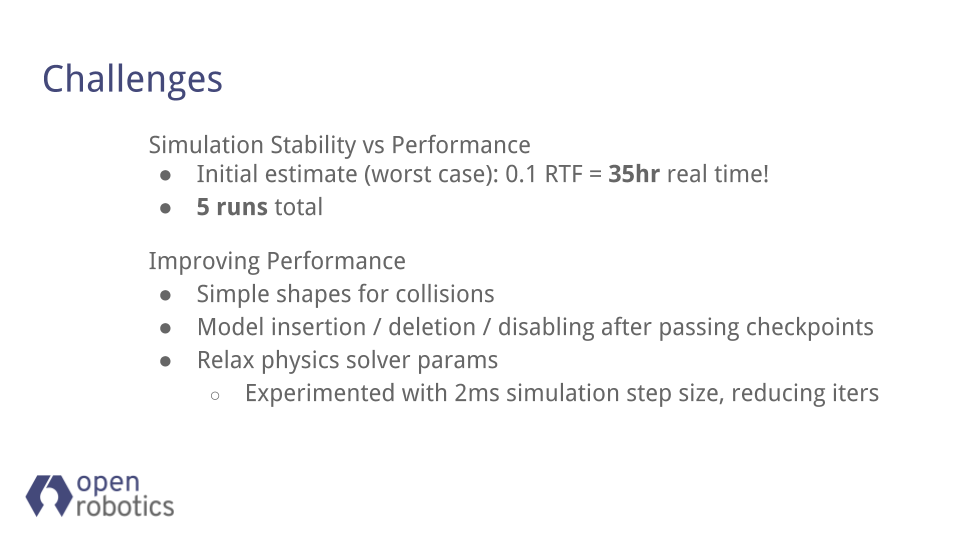 Challenges
Simulation Stability vs Performance
● Initial estimate (worst case): 0.1 RTF = 35hr real time!
● 5 runs total
Improving Performance
● Simple shapes for collisions
● Model insertion / deletion / disabling after passing checkpoints
● Relax physics solver params
○ Experimented with 2ms simulation step size, reducing iters
open
robotics